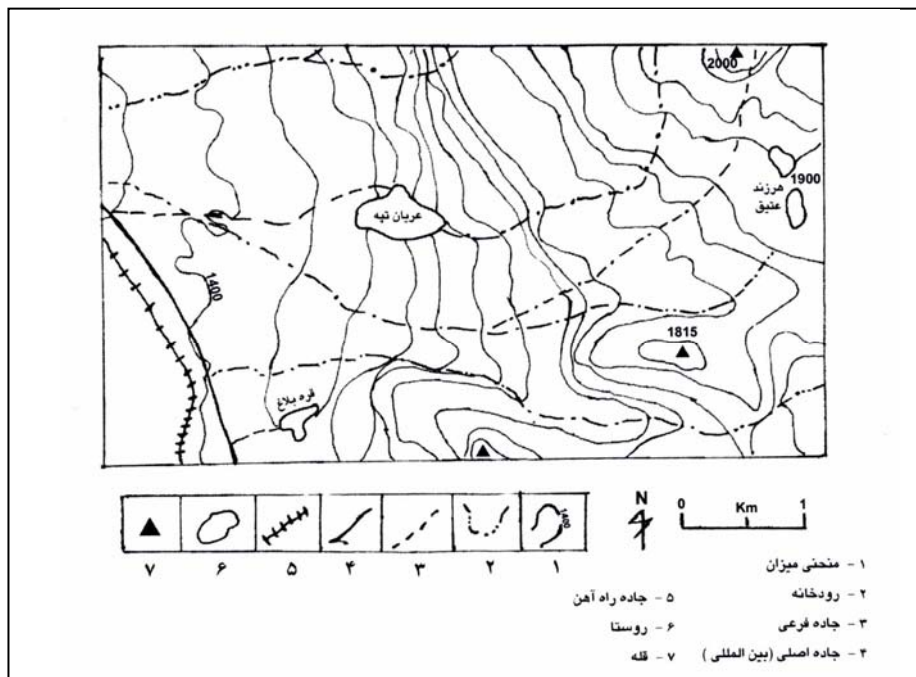 2000
1900
هرزند
عتیق
عریان تپه
1400
1815
قره بلاغ
N
0 Km 1
1400
۷ ۶ ۵ ۴ ۳ ۲ ۱
۱ - منحنی میزان
۲ - رودخانه
۳ - جاده فرعی
۴ - جاده اصلی (بین المللی)
۵ - جاده راه آهن
۶ - روستا
۷ - قله